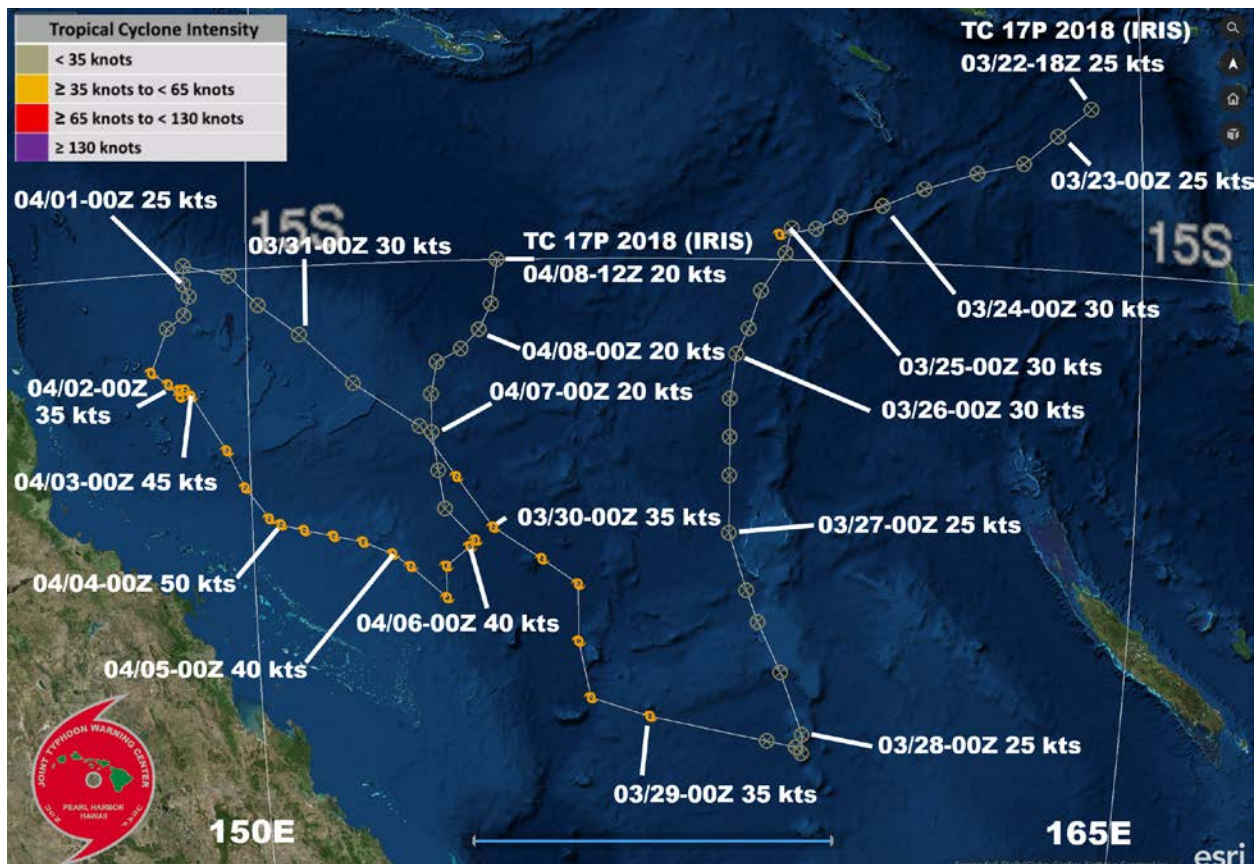 Tropical Cyclone Intensity
< 35 knots
≥ 35 knots to < 65 knots
≥ 65 knots to < 130 knots
≥ 130 knots
TC 17P 2018 (IRIS)
03/22-18Z 25 kts
03/23-00Z 25 kts
04/01-00Z 25 kts
15S
03/31-00Z 30 kts
TC 17P 2018 (IRIS)
04/08-12Z 20 kts
15S
03/24-00Z 30 kts
04/08-00Z 20 kts
03/25-00Z 30 kts
04/02-00Z
35 kts
04/07-00Z 20 kts
03/26-00Z 30 kts
04/03-00Z 45 kts
03/30-00Z 35 kts
03/27-00Z 25 kts
04/04-00Z 50 kts
04/06-00Z 40 kts
04/05-00Z 40 kts
03/28-00Z 25 kts
03/29-00Z 35 kts
JOINT TYPHOON WARNING CENTER
PEARL HARBOR
HAWAII
150E
165E
esri